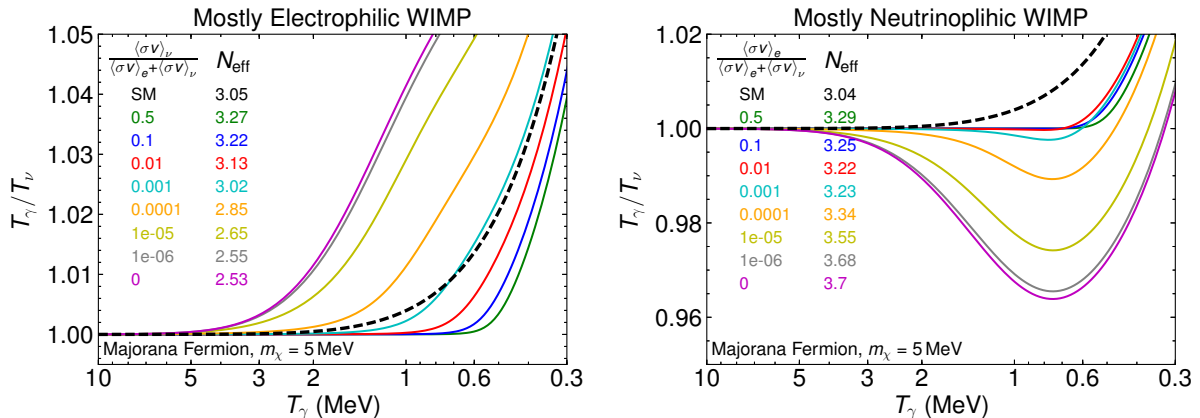 Mostly Electrophilic WIMP
⟨σv⟩ν / ⟨σv⟩e+⟨σv⟩ν Neff
SM 3.05
0.5 3.27
0.1 3.22
0.01 3.13
0.001 3.02
0.0001 2.85
1e-05 2.65
1e-06 2.55
0 2.53
Majorana Fermion, mχ = 5 MeV
1.05
1.04
1.03
1.02
1.01
1.00
Tγ/Tν
10 5 3 2 1 0.6 0.3
Tγ (MeV)
Mostly Neutrinoplihic WIMP
⟨σv⟩e / ⟨σv⟩e+⟨σv⟩ν Neff
SM 3.04
0.5 3.29
0.1 3.25
0.01 3.22
0.001 3.23
0.0001 3.34
1e-05 3.55
1e-06 3.68
0 3.7
Majorana Fermion, mχ = 5 MeV
1.02
1.00
0.98
0.96
Tγ/Tν
10 5 3 2 1 0.6 0.3
Tγ (MeV)